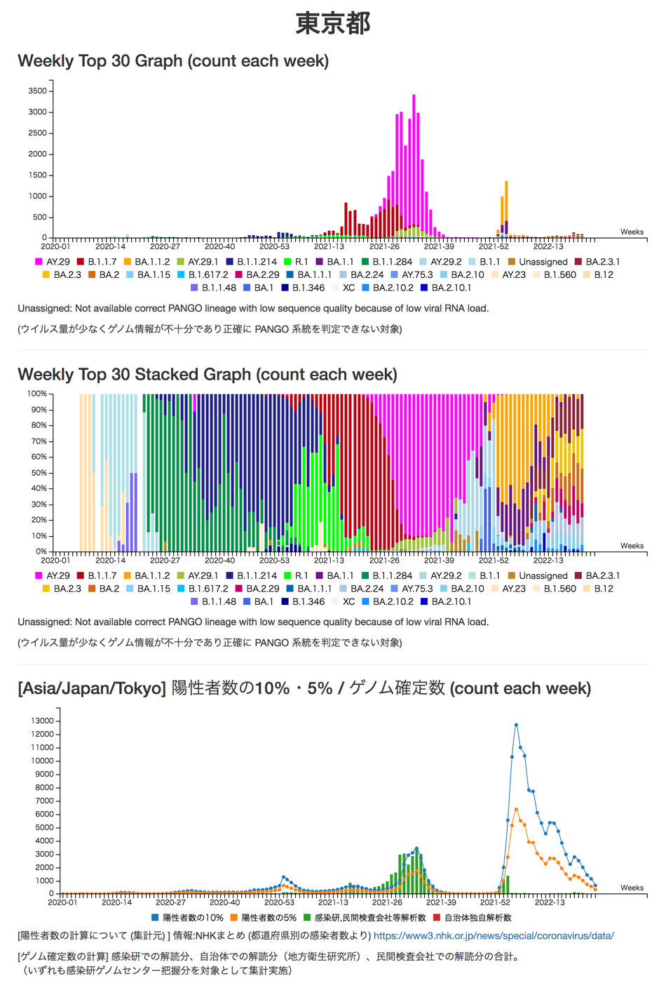 東京都
Weekly Top 30 Graph (count each week)
3500
3000
2500
2000
1500
1000
500
0
Weeks
2020-01 2020-14 2020-27 2020-40 2020-53 2021-13 2021-26 2021-39 2021-52 2022-13
AY.29 B.1.1.7 BA.1.1.2 AY.29.1 B.1.1.214 R.1 BA.1.1 B.1.1.284 AY.29.2 B.1.1 Unassigned BA.2.3.1
BA.2.3 BA.2 BA.1.15 B.1.617.2 BA.2.29 BA.1.1.1 BA.2.24 AY.75.3 BA.2.10 AY.23 B.1.560 B.12
B.1.1.48 BA.1 B.1.346 XC BA.2.10.2 BA.2.10.1
Unassigned: Not available correct PANGO lineage with low sequence quality because of low viral RNA load.
(ウイルス量が少なくゲノム情報が不十分であり正確に PANGO 系統を判定できない対象)
Weekly Top 30 Stacked Graph (count each week)
100%
90%
80%
70%
60%
50%
40%
30%
20%
10%
0%
Weeks
2020-01 2020-14 2020-27 2020-40 2020-53 2021-13 2021-26 2021-39 2021-52 2022-13
AY.29 B.1.1.7 BA.1.1.2 AY.29.1 B.1.1.214 R.1 BA.1.1 B.1.1.284 AY.29.2 B.1.1 Unassigned BA.2.3.1
BA.2.3 BA.2 BA.1.15 B.1.617.2 BA.2.29 BA.1.1.1 BA.2.24 AY.75.3 BA.2.10 AY.23 B.1.560 B.12
B.1.1.48 BA.1 B.1.346 XC BA.2.10.2 BA.2.10.1
Unassigned: Not available correct PANGO lineage with low sequence quality because of low viral RNA load.
(ウイルス量が少なくゲノム情報が不十分であり正確に PANGO 系統を判定できない対象)
[Asia/Japan/Tokyo] 陽性者数の10%・5% / ゲノム確定数 (count each week)
13000
12000
11000
10000
9000
8000
7000
6000
5000
4000
3000
2000
1000
0
Weeks
2020-01 2020-14 2020-27 2020-40 2020-53 2021-13 2021-26 2021-39 2021-52 2022-13
陽性者数の10% 陽性者数の5% 感染研,民間検査会社等解析数 自治体独自解析数
[陽性者数の計算について (集計元) ] 情報:NHKまとめ (都道府県別の感染者数より) https://www3.nhk.or.jp/news/special/coronavirus/data/
[ゲノム確定数の計算] 感染研での解読分、自治体での解読分（地方衛生研究所）、民間検査会社での解読分の合計。
（いずれも感染研ゲノムセンター把握分を対象として集計実施）